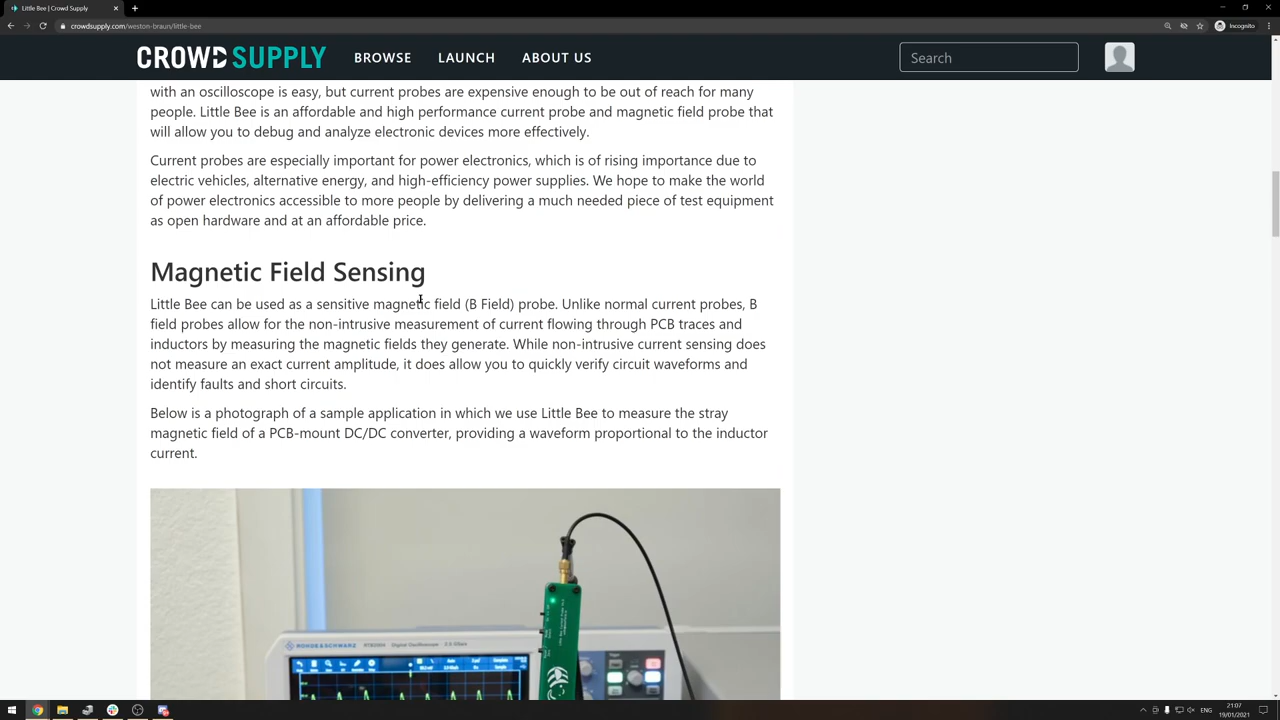 Little Bee | Crowd Supply
crowdsupply.com/weston-braun/little-bee
Incognito
CROWD SUPPLY
BROWSE
LAUNCH
ABOUT US
Search
with an oscilloscope is easy, but current probes are expensive enough to be out of reach for many
people. Little Bee is an affordable and high performance current probe and magnetic field probe that
will allow you to debug and analyze electronic devices more effectively.
Current probes are especially important for power electronics, which is of rising importance due to
electric vehicles, alternative energy, and high-efficiency power supplies. We hope to make the world
of power electronics accessible to more people by delivering a much needed piece of test equipment
as open hardware and at an affordable price.
Magnetic Field Sensing
Little Bee can be used as a sensitive magnetic field (B Field) probe. Unlike normal current probes, B
field probes allow for the non-intrusive measurement of current flowing through PCB traces and
inductors by measuring the magnetic fields they generate. While non-intrusive current sensing does
not measure an exact current amplitude, it does allow you to quickly verify circuit waveforms and
identify faults and short circuits.
Below is a photograph of a sample application in which we use Little Bee to measure the stray
magnetic field of a PCB-mount DC/DC converter, providing a waveform proportional to the inductor
current.
ROHDE & SCHWARZ
Digital Oscilloscope
ENG
21:07
19/01/2021